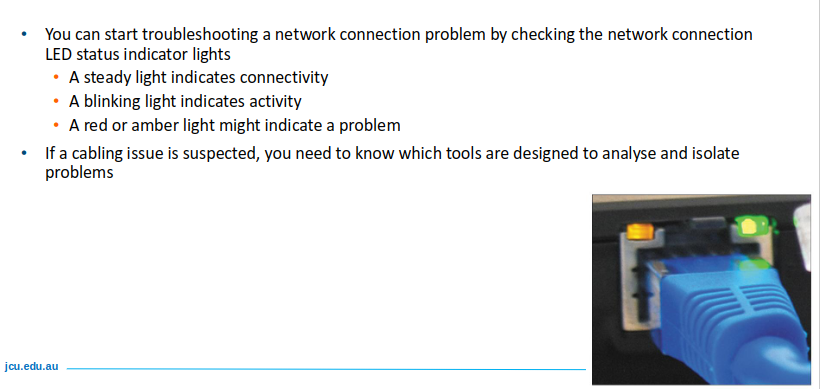 • You can start troubleshooting a network connection problem by checking the network connection
LED status indicator lights
• A steady light indicates connectivity
• A blinking light indicates activity
• A red or amber light might indicate a problem
• If a cabling issue is suspected, you need to know which tools are designed to analyse and isolate
problems
jcu.edu.au